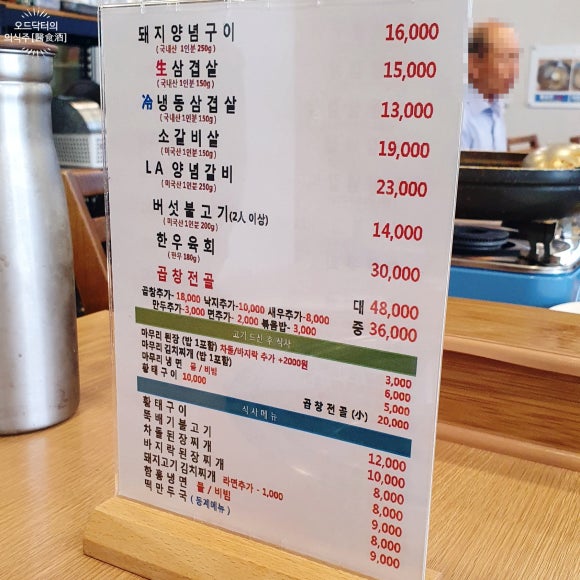 오드닥터의
의식주[醫食酒]
돼지양념구이 16,000
(국내산 1인분 250g)
生삼겹살 15,000
(국내산 1인분 150g)
冷냉동삼겹살 13,000
(국내산 1인분 150g)
소갈비살 19,000
(미국산 1인분 150g)
LA 양념갈비 23,000
(미국산 1인분 250g)
버섯불고기(2人 이상) 14,000
(미국산 1인분 200g)
한우육회 30,000
(한우 180g)
곱창전골 대 48,000
곱창추가- 18,000 낙지추가-10,000 새우추가-8,000 중 36,000
만두추가-3,000 면추가- 2,000 볶음밥- 3,000
고기 드신 후 식사
마무리 된장 (밥 1포함) 차돌/바지락 추가 +2000원 3,000
마무리 김치찌개 (밥 1포함) 6,000
마무리 냉면 물 / 비빔 5,000
황태구이 10,000 곱창전골 (小) 20,000
식사메뉴
황태구이 12,000
뚝배기불고기 10,000
차돌된장찌개 8,000
바지락된장찌개 8,000
돼지고기김치찌개 라면추가 - 1,000 9,000
함흥냉면 물 / 비빔 8,000
떡만두국 (동계메뉴) 9,000